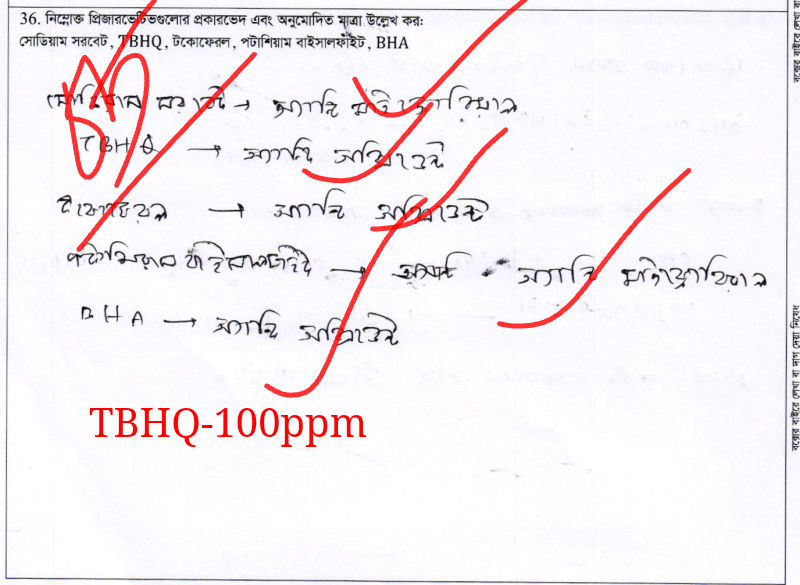 36. নিম্নোক্ত প্রিজারভেটিভগুলোর প্রকারভেদ এবং অনুমোদিত মাত্রা উল্লেখ কর:
সোডিয়াম সরবেট, TBHQ, টকোফেরল, পটাশিয়াম বাইসালফাইট, BHA
সোডিয়াম সরবেট → অ্যান্টি মাইক্রোবিয়াল
TBHQ → অ্যান্টি অক্সিডেন্ট
টকোফেরল → অ্যান্টি অক্সিডেন্ট
পটাসিয়াম বাইসালফাইট → অ্যান্টি মাইক্রোবিয়াল
BHA → অ্যান্টি অক্সিডেন্ট
TBHQ-100ppm
বক্সের বাইরে লেখা বা দাগ দেয়া নিষেধ